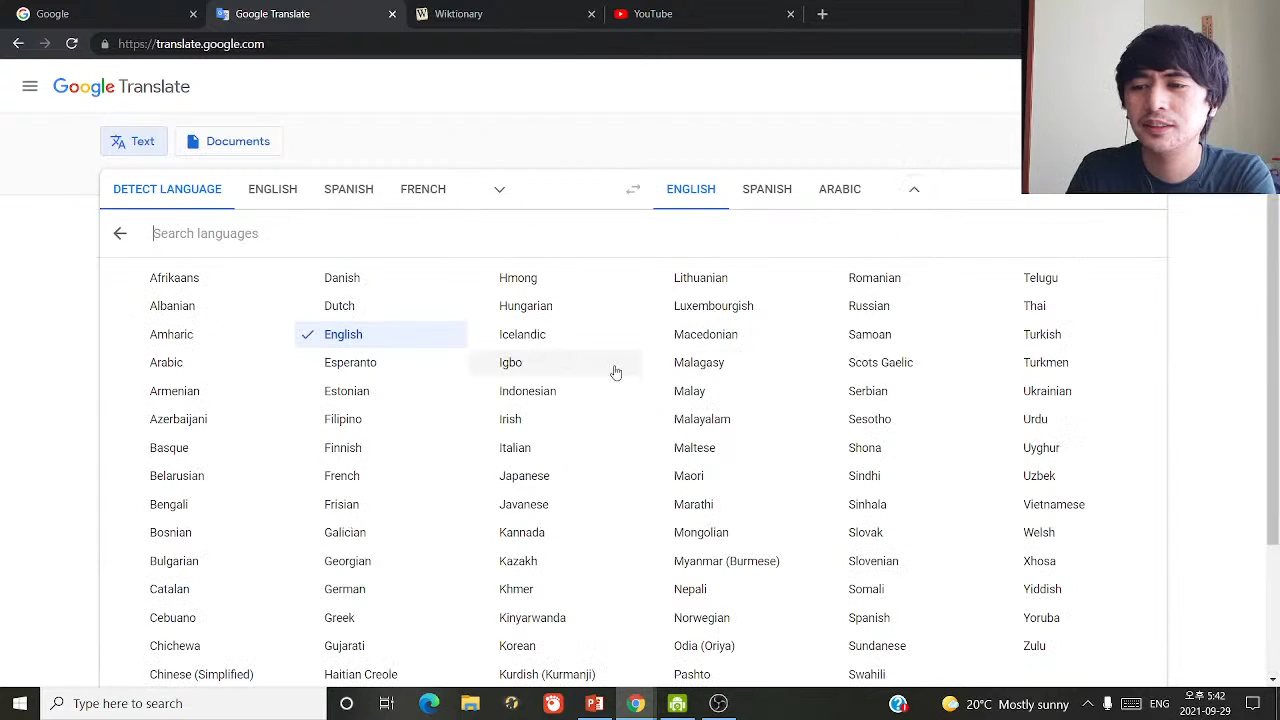 Google
Google Translate
Wiktionary
YouTube
https://translate.google.com
Google Translate
Text
Documents
DETECT LANGUAGE ENGLISH SPANISH FRENCH ENGLISH SPANISH ARABIC
Search languages
Afrikaans Danish Hmong Lithuanian Romanian Telugu
Albanian Dutch Hungarian Luxembourgish Russian Thai
Amharic English Icelandic Macedonian Samoan Turkish
Arabic Esperanto Igbo Malagasy Scots Gaelic Turkmen
Armenian Estonian Indonesian Malay Serbian Ukrainian
Azerbaijani Filipino Irish Malayalam Sesotho Urdu
Basque Finnish Italian Maltese Shona Uyghur
Belarusian French Japanese Maori Sindhi Uzbek
Bengali Frisian Javanese Marathi Sinhala Vietnamese
Bosnian Galician Kannada Mongolian Slovak Welsh
Bulgarian Georgian Kazakh Myanmar (Burmese) Slovenian Xhosa
Catalan German Khmer Nepali Somali Yiddish
Cebuano Greek Kinyarwanda Norwegian Spanish Yoruba
Chichewa Gujarati Korean Odia (Oriya) Sundanese Zulu
Chinese (Simplified) Haitian Creole Kurdish (Kurmanji) Pashto Swahili
Type here to search
20°C Mostly sunny
ENG
오후 5:42
2021-09-29